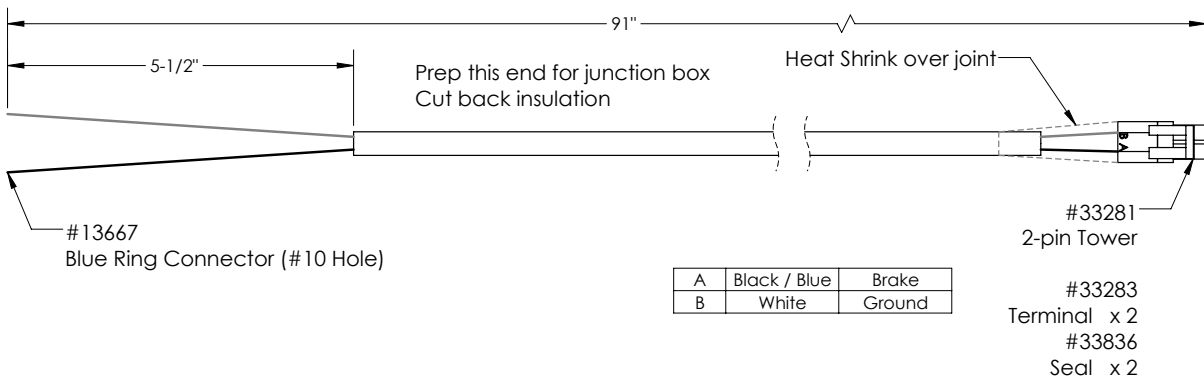 91"
5-1/2"
Prep this end for junction box
Cut back insulation
Heat Shrink over joint
B
A
#13667
Blue Ring Connector (#10 Hole)
#33281
2-pin Tower
A Black / Blue Brake
B White Ground
#33283
Terminal x 2
#33836
Seal x 2